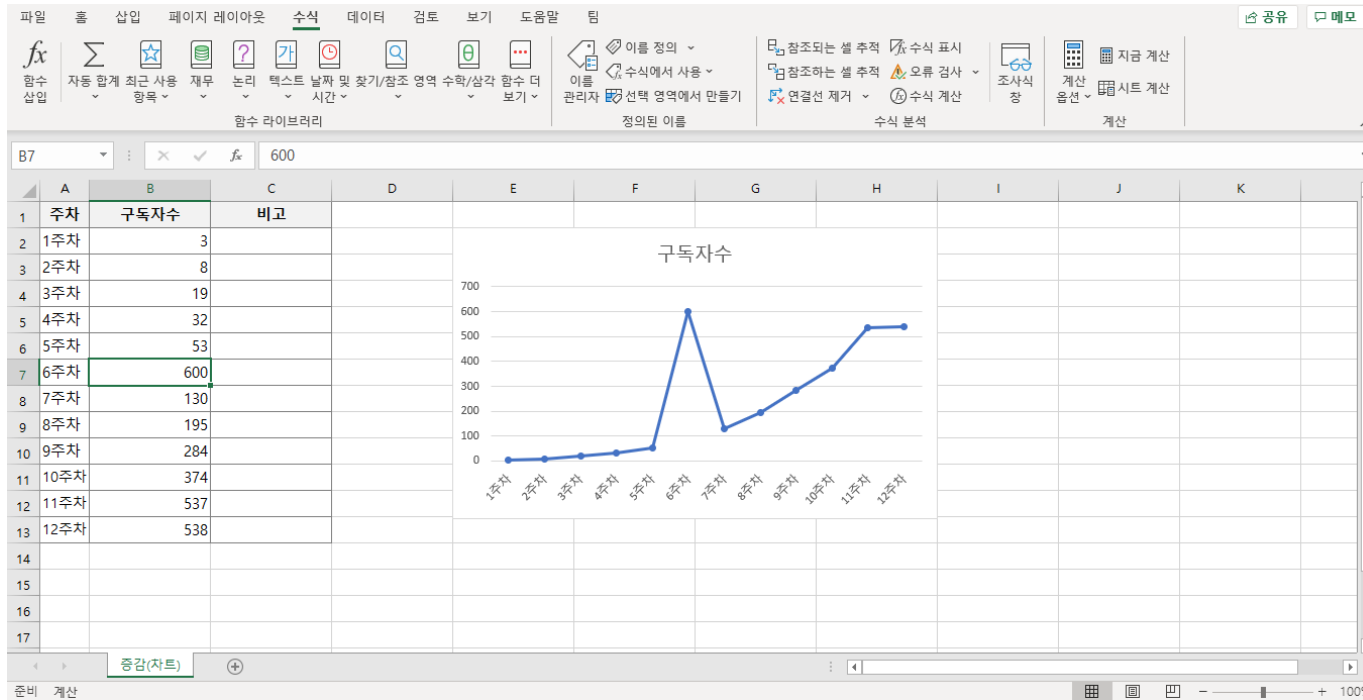 파일 홈 삽입 페이지 레이아웃 수식 데이터 검토 보기 도움말 팀 공유 메모
fx Σ ? 가 θ
함수 삽입
자동 합계
최근 사용 항목
재무
논리
텍스트
날짜 및 시간
찾기/참조 영역
수학/삼각
함수 더 보기
함수 라이브러리
이름 관리자
이름 정의
수식에서 사용
선택 영역에서 만들기
정의된 이름
참조되는 셀 추적
참조하는 셀 추적
연결선 제거
수식 표시
오류 검사
수식 계산
수식 분석
조사식 창
계산 옵션
지금 계산
시트 계산
계산
B7 fx 600
A B C D E F G H I J K
1 주차 구독자수 비고
2 1주차 3
3 2주차 8
4 3주차 19
5 4주차 32
6 5주차 53
7 6주차 600
8 7주차 130
9 8주차 195
10 9주차 284
11 10주차 374
12 11주차 537
13 12주차 538
14
15
16
17
구독자수
700
600
500
400
300
200
100
0
1주차 2주차 3주차 4주차 5주차 6주차 7주차 8주차 9주차 10주차 11주차 12주차
증감(차트)
준비 계산 100%